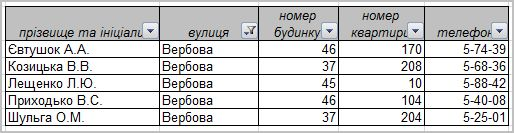 прізвище та ініціали вулиця номер будинку номер квартири телефон
Євтушок А.А. Вербова 46 170 5-74-39
Козицька В.В. Вербова 37 208 5-68-36
Лещенко Л.Ю. Вербова 45 10 5-88-42
Приходько В.С. Вербова 46 104 5-40-08
Шульга О.М. Вербова 37 204 5-25-01